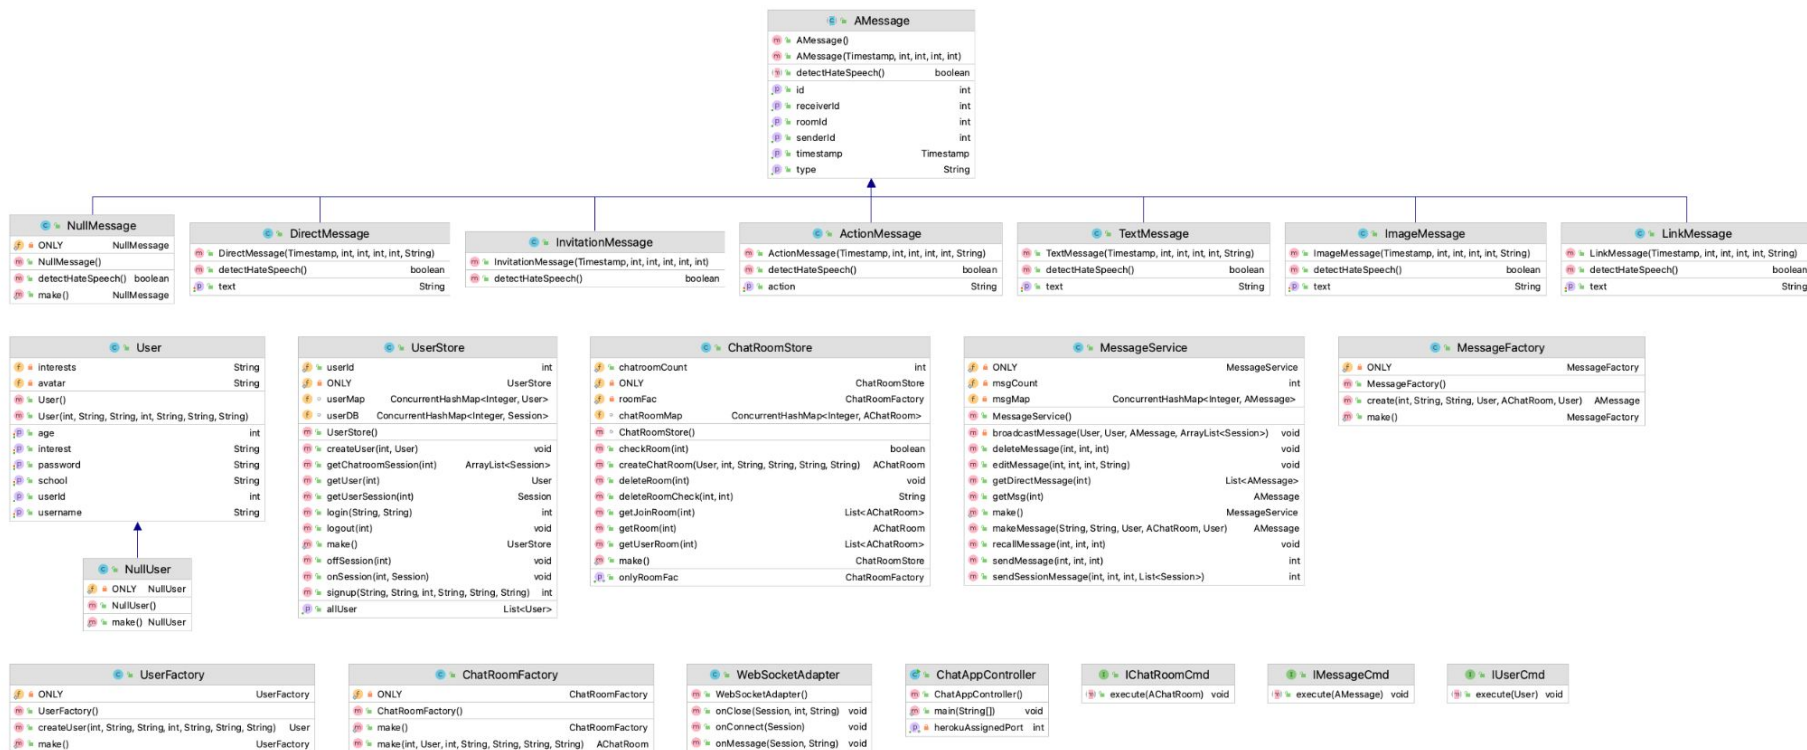 AMessage
AMessage()
AMessage(Timestamp, int, int, int, int)
detectHateSpeech() boolean
id int
receiverId int
roomId int
senderId int
timestamp Timestamp
type String
NullMessage
ONLY NullMessage
NullMessage()
detectHateSpeech() boolean
make() NullMessage
DirectMessage
DirectMessage(Timestamp, int, int, int, int, String)
detectHateSpeech() boolean
text String
InvitationMessage
InvitationMessage(Timestamp, int, int, int, int, int)
detectHateSpeech() boolean
ActionMessage
ActionMessage(Timestamp, int, int, int, int, String)
detectHateSpeech() boolean
action String
TextMessage
TextMessage(Timestamp, int, int, int, int, String)
detectHateSpeech() boolean
text String
ImageMessage
ImageMessage(Timestamp, int, int, int, int, String)
detectHateSpeech() boolean
text String
LinkMessage
LinkMessage(Timestamp, int, int, int, int, String)
detectHateSpeech() boolean
text String
User
interests String
avatar String
User()
User(int, String, String, int, String, String, String)
age int
interest String
password String
school String
userId int
username String
NullUser
ONLY NullUser
NullUser()
make() NullUser
UserStore
userId int
ONLY UserStore
userMap ConcurrentHashMap<Integer, User>
userDB ConcurrentHashMap<Integer, Session>
UserStore()
createUser(int, User) void
getChatroomSession(int) ArrayList<Session>
getUser(int) User
getUserSession(int) Session
login(String, String) int
logout(int) void
make() UserStore
offSession(int) void
onSession(int, Session) void
signup(String, String, int, String, String, String) int
allUser List<User>
ChatRoomStore
chatroomCount int
ONLY ChatRoomStore
roomFac ChatRoomFactory
chatRoomMap ConcurrentHashMap<Integer, AChatRoom>
ChatRoomStore()
checkRoom(int) boolean
createChatRoom(User, int, String, String, String, String) AChatRoom
deleteRoom(int) void
deleteRoomCheck(int, int) String
getJoinRoom(int) List<AChatRoom>
getRoom(int) AChatRoom
getUserRoom(int) List<AChatRoom>
make() ChatRoomStore
onlyRoomFac ChatRoomFactory
MessageService
ONLY MessageService
msgCount int
msgMap ConcurrentHashMap<Integer, AMessage>
MessageService()
broadcastMessage(User, User, AMessage, ArrayList<Session>) void
deleteMessage(int, int, int) void
editMessage(int, int, int, String) void
getDirectMessage(int) List<AMessage>
getMsg(int) AMessage
make() MessageService
makeMessage(String, String, User, AChatRoom, User) AMessage
recallMessage(int, int, int) void
sendMessage(int, int, int) int
sendSessionMessage(int, int, int, List<Session>) int
MessageFactory
ONLY MessageFactory
MessageFactory()
create(int, String, String, User, AChatRoom, User) AMessage
make() MessageFactory
UserFactory
ONLY UserFactory
UserFactory()
createUser(int, String, String, int, String, String, String) User
make() UserFactory
ChatRoomFactory
ONLY ChatRoomFactory
ChatRoomFactory()
make() ChatRoomFactory
make(int, User, int, String, String, String, String) AChatRoom
WebSocketAdapter
WebSocketAdapter()
onClose(Session, int, String) void
onConnect(Session) void
onMessage(Session, String) void
ChatAppController
ChatAppController()
main(String[]) void
herokuAssignedPort int
IChatRoomCmd
execute(AChatRoom) void
IMessageCmd
execute(AMessage) void
IUserCmd
execute(User) void